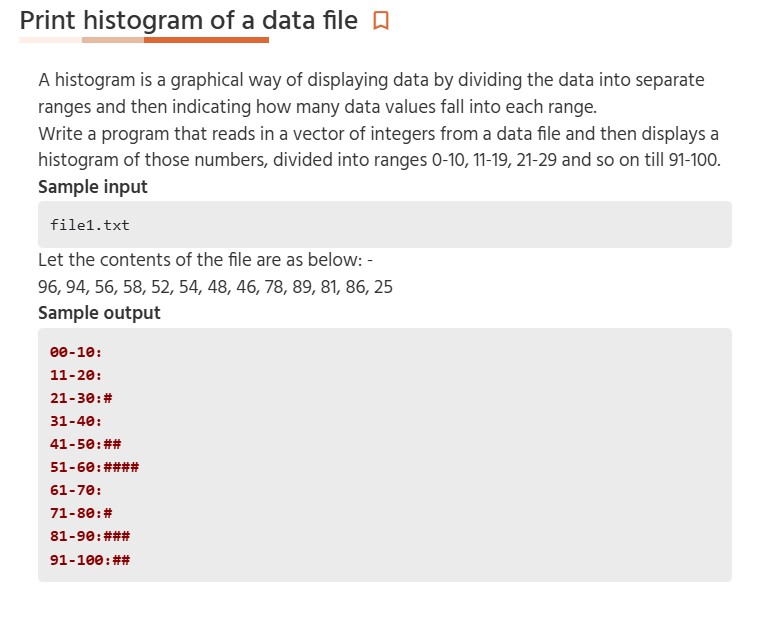 Print histogram of a data file
A histogram is a graphical way of displaying data by dividing the data into separate
ranges and then indicating how many data values fall into each range.
Write a program that reads in a vector of integers from a data file and then displays a
histogram of those numbers, divided into ranges 0-10, 11-19, 21-29 and so on till 91-100.
Sample input
file1.txt
Let the contents of the file are as below: -
96, 94, 56, 58, 52, 54, 48, 46, 78, 89, 81, 86, 25
Sample output
00-10:
11-20:
21-30:#
31-40:
41-50:##
51-60:####
61-70:
71-80:#
81-90:###
91-100:##